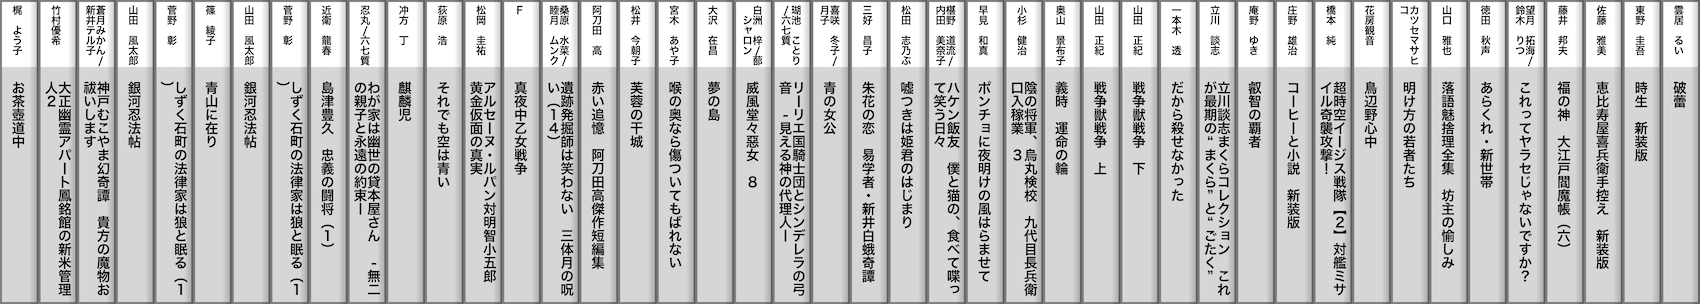 雲居 るい
破蕾
東野 圭吾
時生 新装版
佐藤 雅美
恵比寿屋喜兵衛手控え 新装版
藤井 邦夫
福の神 大江戸閻魔帳（六）
望月 拓海/
鈴木 りつ
これってヤラセじゃないですか？
徳田 秋声
あらくれ・新世帯
山口 雅也
落語魅捨理全集 坊主の愉しみ
カツセマサヒ
コ
明け方の若者たち
花房観音
鳥辺野心中
橋本 純
超時空イージス戦隊【２】対艦ミサ
イル奇襲攻撃！
庄野 雄治
コーヒーと小説 新装版
庵野 ゆき
叡智の覇者
立川 談志
立川談志まくらコレクション これ
が最期の“まくら”と“ごたく”
一本木 透
だから殺せなかった
山田 正紀
戦争獣戦争 下
山田 正紀
戦争獣戦争 上
奥山 景布子
義時 運命の輪
小杉 健治
陰の将軍、烏丸検校 九代目長兵衛
口入稼業 ３
早見 和真
ポンチョに夜明けの風はらませて
椹野 道流/
内田 美奈子
ハケン飯友 僕と猫の、食べて喋っ
て笑う日々
松田 志乃ぶ
嘘つきは姫君のはじまり
三好 昌子
朱花の恋 易学者・新井白蛾奇譚
喜咲 冬子/
月子
青の女公
瑚池 ことり
/六七質
リーリエ国騎士団とシンデレラの弓
音 -見える神の代理人ー
白洲 梓/蔀
シャロン
威風堂々惡女 ８
大沢 在昌
夢の島
宮木 あや子
喉の奥なら傷ついてもばれない
松井 今朝子
芙蓉の干城
阿刀田 高
赤い追憶 阿刀田高傑作短編集
桑原 水菜/
睦月 ムンク
遺跡発掘師は笑わない 三体月の呪
い（１４）
Ｆ
真夜中乙女戦争
松岡 圭祐
アルセーヌ・ルパン対明智小五郎
黄金仮面の真実
荻原 浩
それでも空は青い
冲方 丁
麒麟児
忍丸/六七質
わが家は幽世の貸本屋さん -無二
の親子と永遠の約束ー
近衛 龍春
島津豊久 忠義の闘将（１）
菅野 彰
しずく石町の法律家は狼と眠る（１
）
山田 風太郎
銀河忍法帖
篠 綾子
青山に在り
菅野 彰
しずく石町の法律家は狼と眠る（１
）
山田 風太郎
銀河忍法帖
蒼月みかん/
新井テル子
神戸むこやま幻奇譚 貴方の魔物お
祓いします
竹村優希
大正幽霊アパート鳳銘館の新米管理
人２
梶 よう子
お茶壺道中